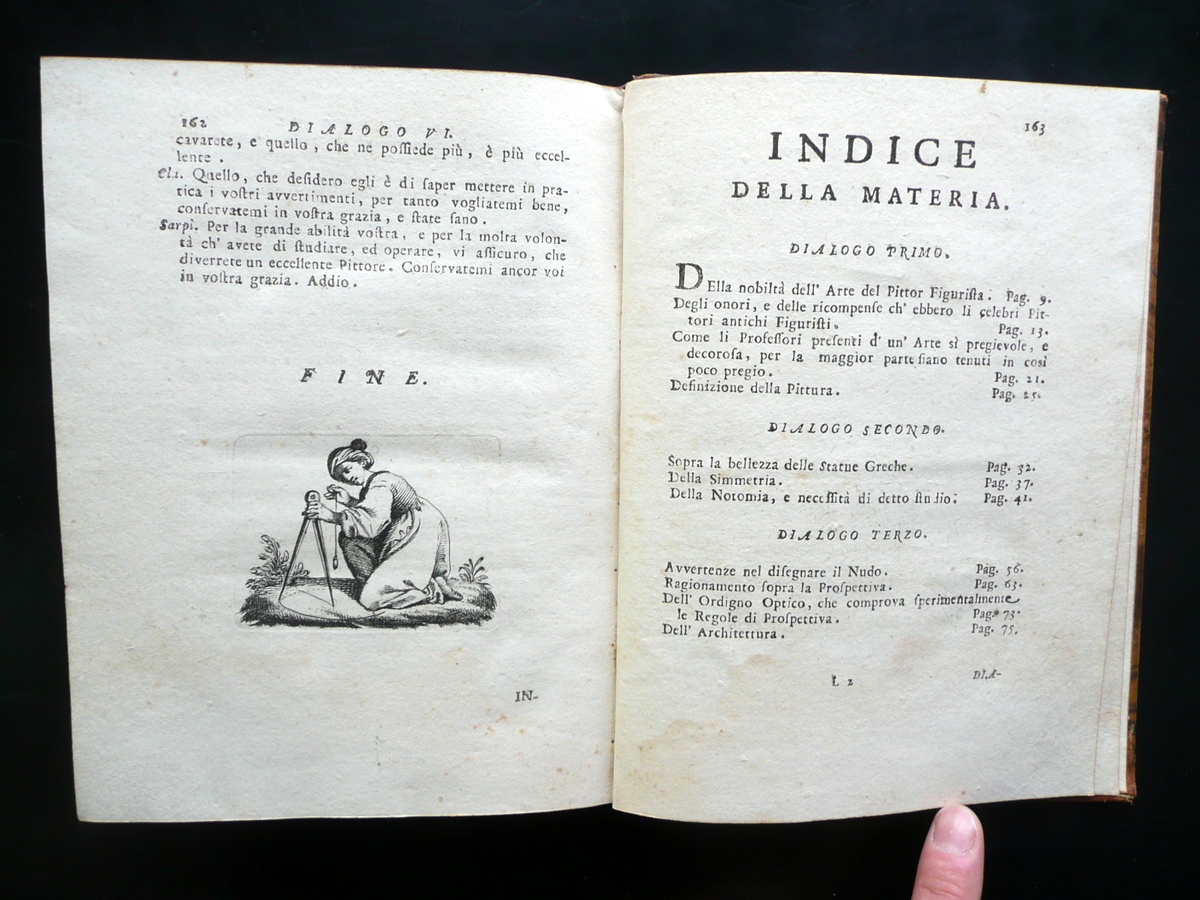 162
DIALOGO VI.
cavarete, e quello, che ne poſſiede più, è più eccel-
lente.
Cli. Quello, che deſidero egli è di ſaper mettere in pra-
tica i voſtri avvertimenti, per tanto vogliatemi bene,
conſervatemi in voſtra grazia, e ſtate ſano.
Sarpi. Per la grande abilità voſtra, e per la molta volon-
tà ch' avete di ſtudiare, ed operare, vi aſſicuro, che
diverrete un eccellente Pittore. Conſervatemi ancor voi
in voſtra grazia. Addio.
FINE.
IN-
163
INDICE
DELLA MATERIA.
DIALOGO PRIMO.
DElla nobiltà dell' Arte del Pittor Figuriſta. Pag. 9.
Degli onori, e delle ricompenſe ch' ebbero li celebri Pit-
tori antichi Figuriſti. Pag. 13.
Come li Profeſſori preſenti d' un' Arte sì pregievole, e
decoroſa, per la maggior parte ſiano tenuti in così
poco pregio. Pag. 21.
Definizione della Pittura. Pag. 25.
DIALOGO SECONDO.
Sopra la bellezza delle Statue Greche. Pag. 32.
Della Simmetria. Pag. 37.
Della Notomia, e neceſſità di detto ſtudio: Pag. 41.
DIALOGO TERZO.
Avvertenze nel diſegnare il Nudo. Pag. 56.
Ragionamento ſopra la Proſpettiva. Pag. 63.
Dell' Ordigno Optico, che comprova ſperimentalmente
le Regole di Proſpettiva. Pag. 73.
Dell' Architettura. Pag. 75.
L 2
DIA-